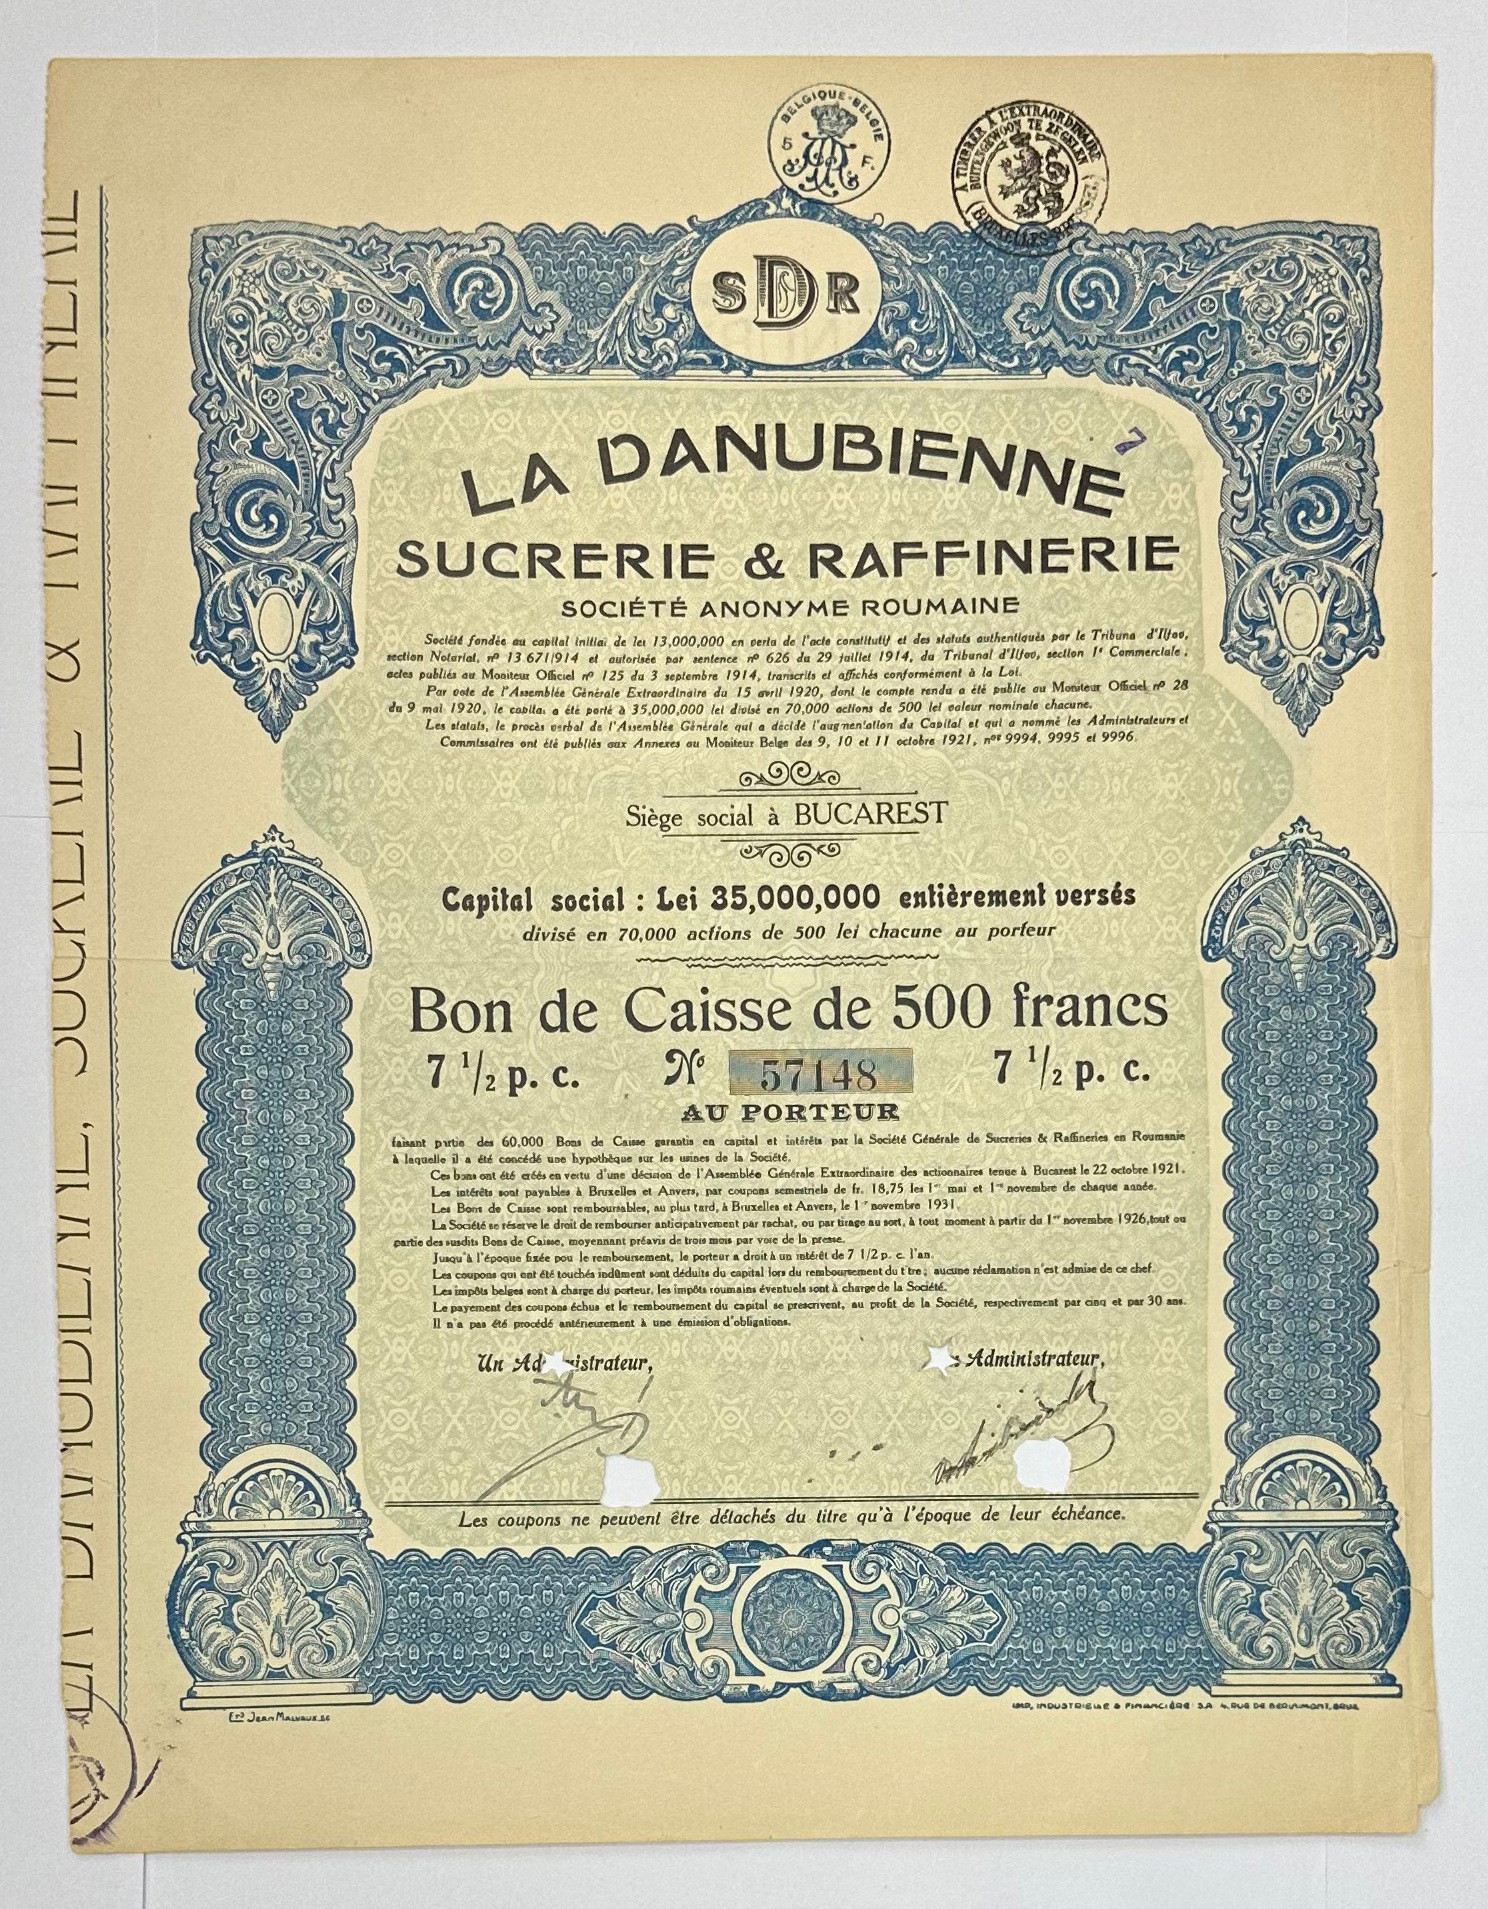 BELGIQUE-BELGIE
5 F.
A TIMBRER A L'EXTRAORDINAIRE
BUITENGEWOON TE ZEGELEN
BRUXELLES
SDR
LA DANUBIENNE
SUCRERIE & RAFFINERIE
SOCIÉTÉ ANONYME ROUMAINE
Société fondée au capital initial de lei 13,000,000 en vertu de l'acte constitutif et des statuts authentiqués par le Tribuna d'Ilfov,
section Notariat, nº 13 671/914 et autorisée par sentence nº 626 du 29 juillet 1914, du Tribunal d'Ilfov, section 1e Commerciale,
actes publiés au Moniteur Officiel nº 125 du 3 septembre 1914, transcrits et affichés conformément à la Loi.
Par vote de l'Assemblée Générale Extraordinaire du 15 avril 1920, dont le compte rendu a été publie au Moniteur Officiel nº 28
du 9 mai 1920, le capital a été porté à 35,000,000 lei divisé en 70,000 actions de 500 lei valeur nominale chacune.
Les statuts, le procès verbal de l'Assemblée Générale qui a décidé l'augmentation du Capital et qui a nommé les Administrateurs et
Commissaires ont été publiés aux Annexes au Moniteur Belge des 9, 10 et 11 octobre 1921, nos 9994, 9995 et 9996.
Siège social à BUCAREST
Capital social : Lei 35,000,000 entièrement versés
divisé en 70,000 actions de 500 lei chacune au porteur
Bon de Caisse de 500 francs
7 1/2 p. c. Nº 57148 7 1/2 p. c.
AU PORTEUR
faisant partie des 60,000 Bons de Caisse garantis en capital et intérêts par la Société Générale de Sucreries & Raffineries en Roumanie
à laquelle il a été concédé une hypothèque sur les usines de la Société.
Ces bons ont été créés en vertu d'une décision de l'Assemblée Générale Extraordinaire des actionnaires tenue à Bucarest le 22 octobre 1921.
Les intérêts sont payables à Bruxelles et Anvers, par coupons semestriels de fr. 18,75 les 1er mai et 1er novembre de chaque année.
Les Bons de Caisse sont remboursables, au plus tard, à Bruxelles et Anvers, le 1er novembre 1931.
La Société se réserve le droit de rembourser anticipativement par rachat, ou par tirage au sort, à tout moment à partir du 1er novembre 1926, tout ou
partie des susdits Bons de Caisse, moyennant préavis de trois mois par voie de la presse.
Jusqu'à l'époque fixée pou le remboursement, le porteur a droit à un intérêt de 7 1/2 p. c. l'an.
Les coupons qui ont été touchés indûment sont déduits du capital lors du remboursement du t tre; aucune réclamation n'est admise de ce chef.
Les impôts belges sont à charge du porteur, les impôts roumains éventuels sont à charge de la Société.
Le payement des coupons échus et le remboursement du capital se prescrivent, au profit de la Société, respectivement par cinq et par 30 ans.
Il n a pas été procédé antérieurement à une émission d'obligations.
Un Administrateur, Administrateur,
Les coupons ne peuvent être détachés du titre qu'à l'époque de leur échéance.
Ets JEAN MALVAUX SC
IMP. INDUSTRIELLE & FINANCIÈRE S.A. 4, RUE DE BERLAIMONT, BRUX.
LA DANUBIENNE, SUCRERIE & RAFFINERIE